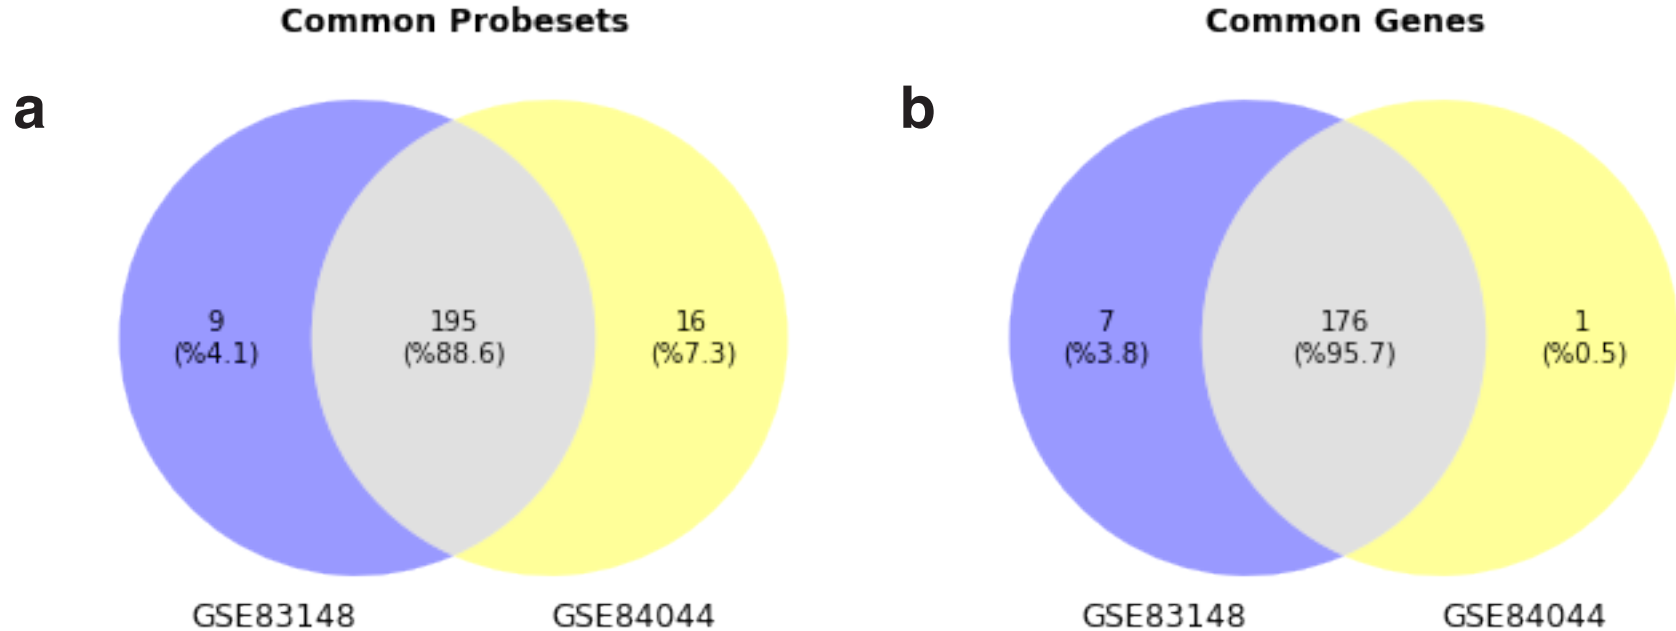 Common Probesets
a
9
(%4.1)
195
(%88.6)
16
(%7.3)
GSE83148
GSE84044
Common Genes
b
7
(%3.8)
176
(%95.7)
1
(%0.5)
GSE83148
GSE84044